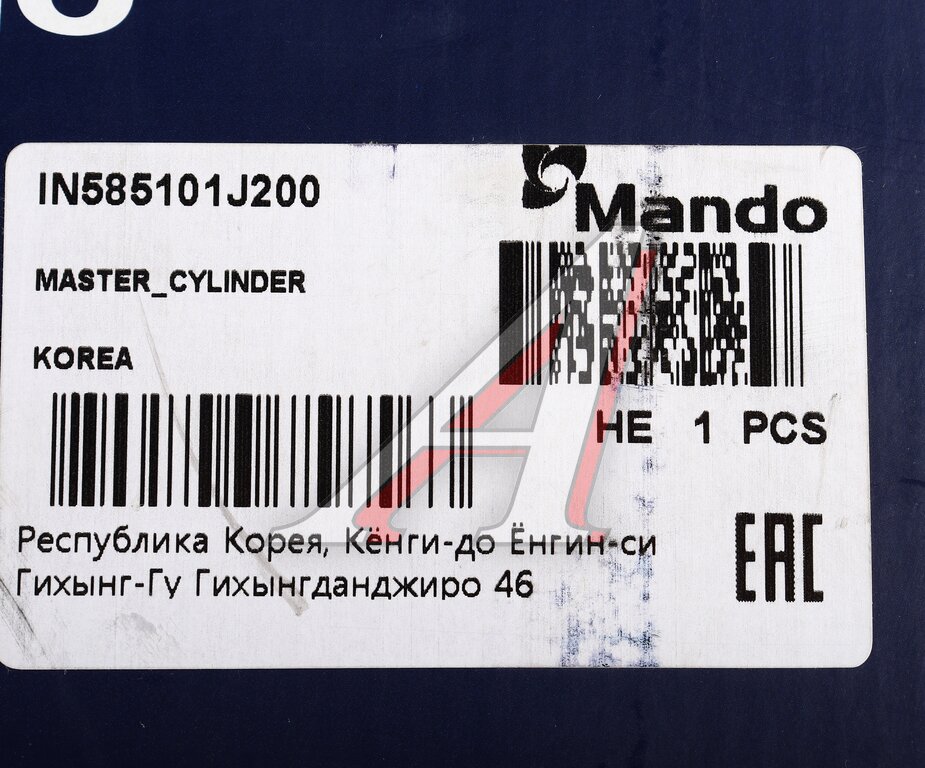 IN585101J200
Mando
MASTER_CYLINDER
KOREA
HE 1 PCS
Республика Корея, Кёнги-до Ёнгин-си
Гихынг-Гу Гихынгданджиро 46
EAC